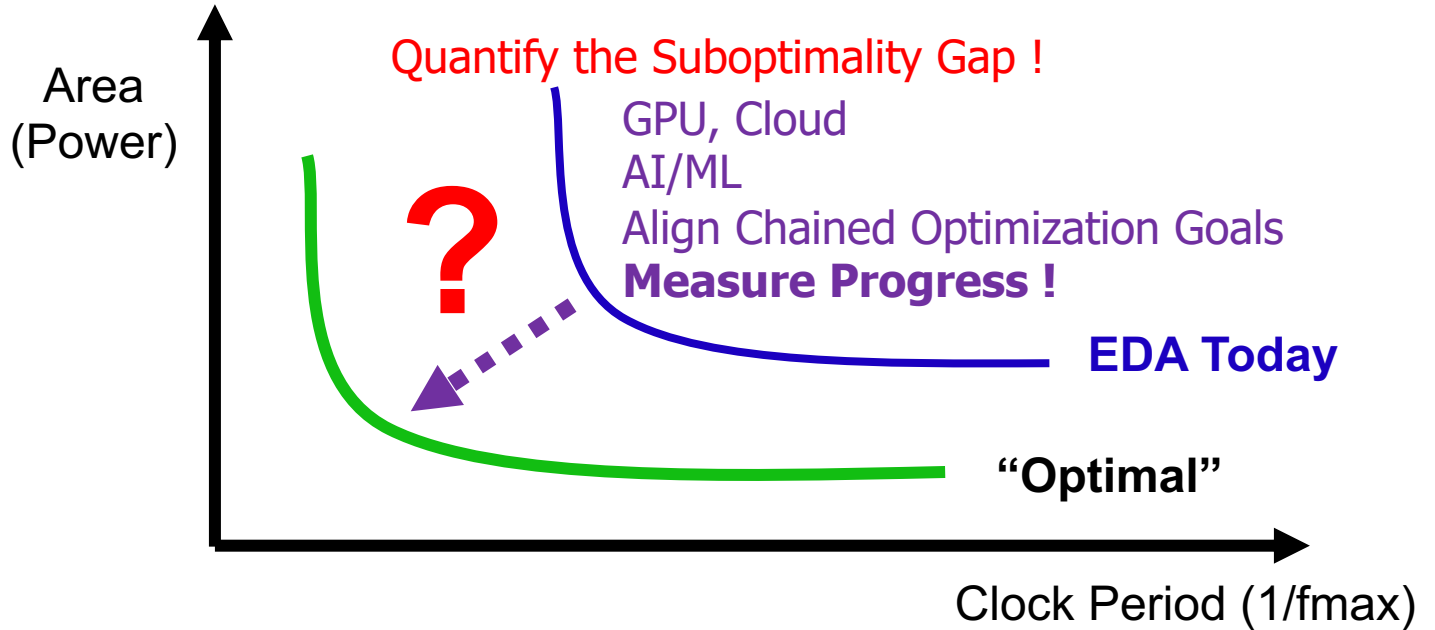 Quantify the Suboptimality Gap !
Area
(Power)
GPU, Cloud
AI/ML
Align Chained Optimization Goals
Measure Progress !
?
EDA Today
“Optimal”
Clock Period (1/fmax)